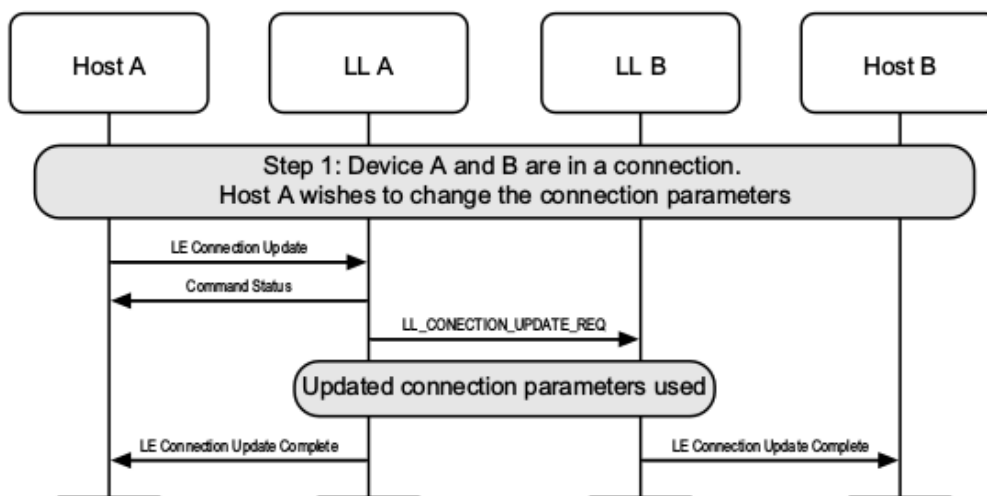 Host A
LL A
LL B
Host B
Step 1: Device A and B are in a connection.
Host A wishes to change the connection parameters
LE Connection Update
Command Status
LL_CONECTION_UPDATE_REQ
Updated connection parameters used
LE Connection Update Complete
LE Connection Update Complete